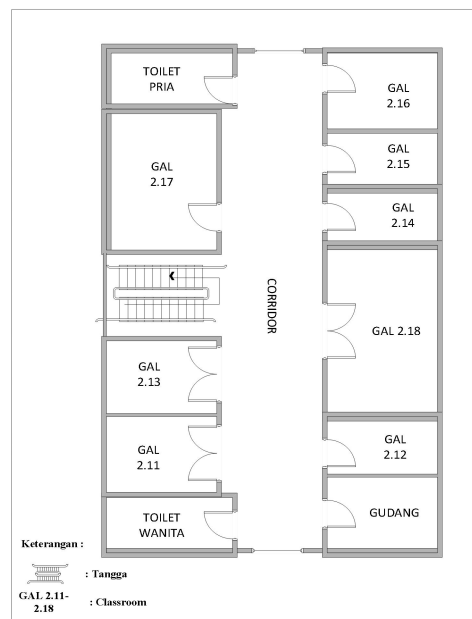 TOILET
PRIA
GAL
2.16
GAL
2.15
GAL
2.17
GAL
2.14
CORRIDOR
GAL 2.18
GAL
2.13
GAL
2.12
GAL
2.11
GUDANG
TOILET
WANITA
Keterangan :
: Tangga
GAL 2.11-
2.18
: Classroom